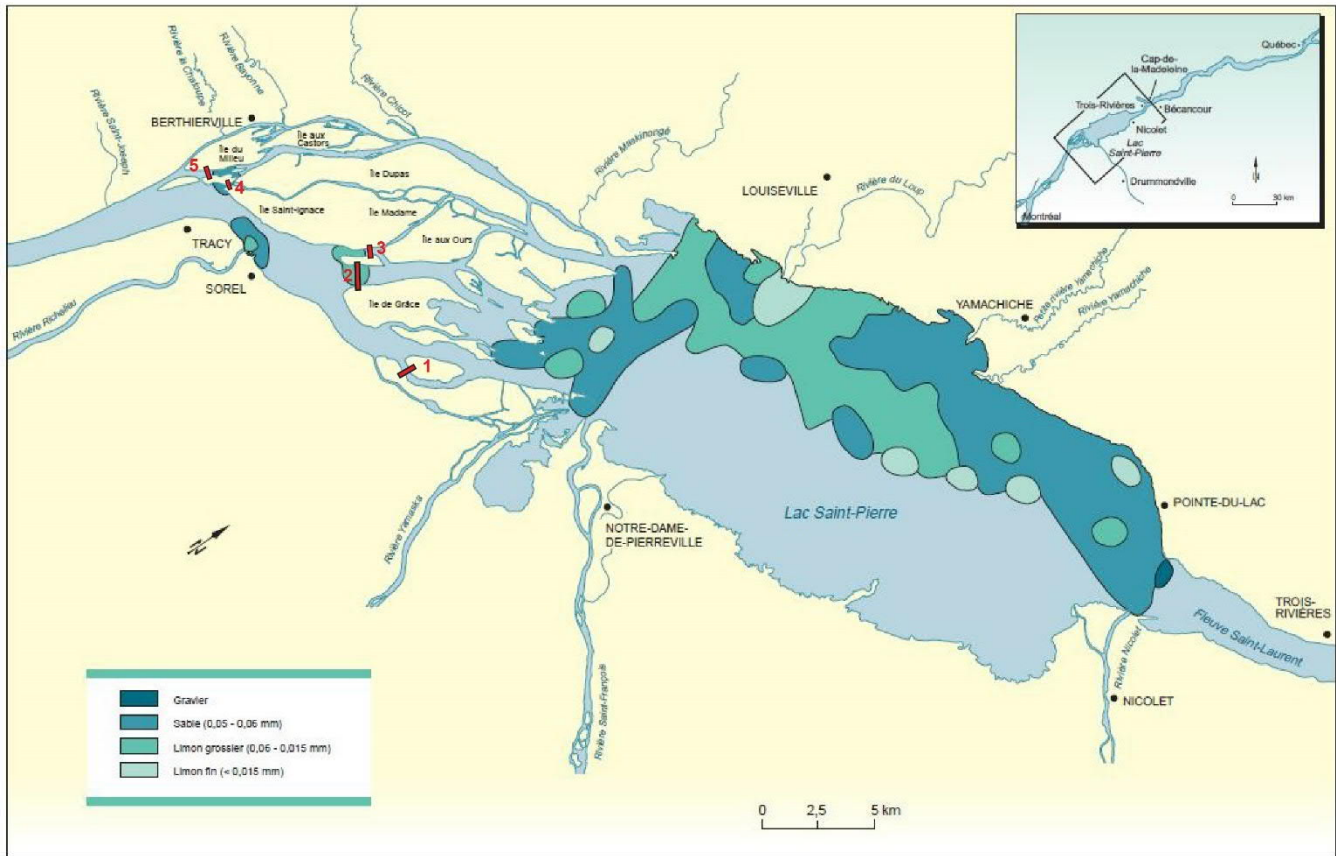 Québec
Cap-de-
la-Madeleine
Trois-Rivières
Bécancour
Nicolet
Lac
Saint-Pierre
Drummondville
Montréal
N
0 30 km
Rivière Saint-Joseph
Rivière la Chaloupe
Rivière Bayonne
Rivière Chicot
BERTHIERVILLE
Île aux
Castors
Île du
Milieu
5
4
Île Dupas
Île Saint-Ignace
Île Madame
Île aux Ours
3
2
Île de Grâce
1
TRACY
SOREL
Rivière Richelieu
Rivière Maskinongé
LOUISEVILLE
Rivière du Loup
YAMACHICHE
Petite rivière Yamachiche
Rivière Yamachiche
POINTE-DU-LAC
TROIS-
RIVIÈRES
Fleuve Saint-Laurent
Lac Saint-Pierre
NOTRE-DAME-
DE-PIERREVILLE
Rivière Yamaska
Rivière Saint-François
Rivière Nicolet
NICOLET
N
Gravier
Sable (0,05 - 0,06 mm)
Limon grossier (0,06 - 0,015 mm)
Limon fin (< 0,015 mm)
0 2,5 5 km